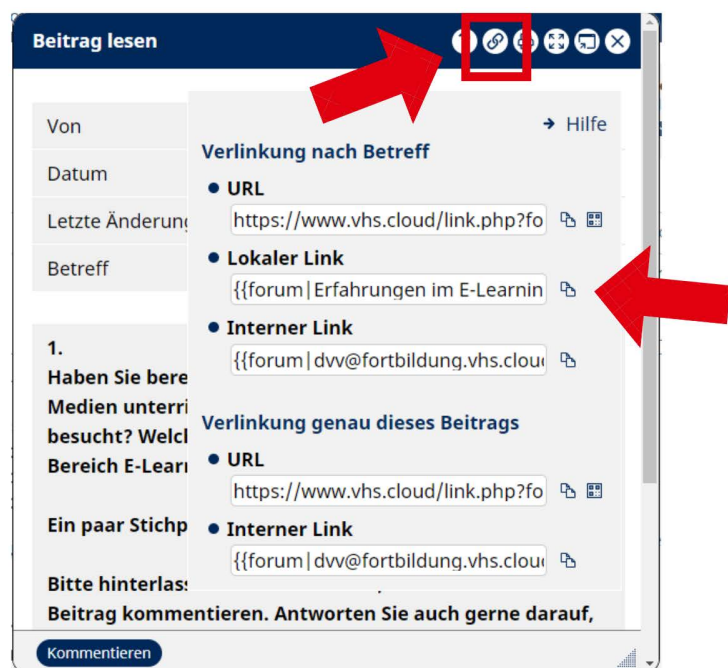 Beitrag lesen
Von
Datum
Letzte Änderung
Betreff
→ Hilfe
Verlinkung nach Betreff
• URL
https://www.vhs.cloud/link.php?fo
• Lokaler Link
{{forum|Erfahrungen im E-Learnin
• Interner Link
{{forum|dvv@fortbildung.vhs.clou
Verlinkung genau dieses Beitrags
• URL
https://www.vhs.cloud/link.php?fo
• Interner Link
{{forum|dvv@fortbildung.vhs.clou
1.
Haben Sie bere
Medien unterri
besucht? Welch
Bereich E-Learn
Ein paar Stichp
Bitte hinterlass
Beitrag kommentieren. Antworten Sie auch gerne darauf,
Kommentieren